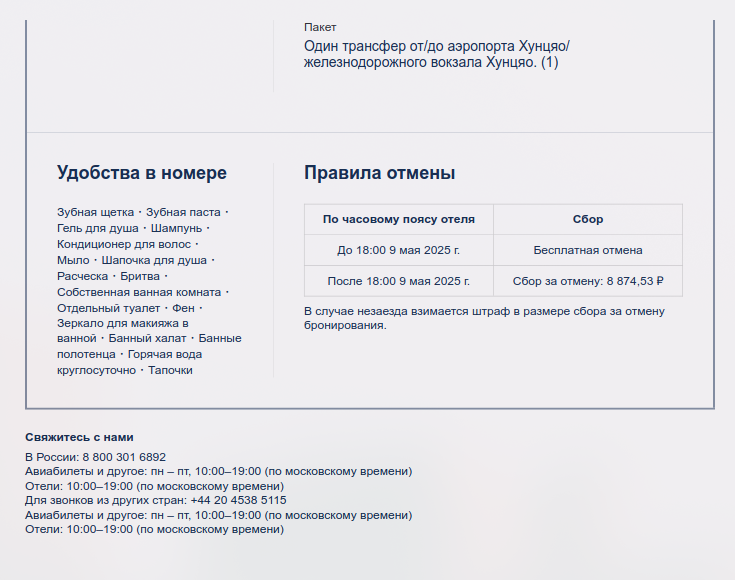 Пакет
Один трансфер от/до аэропорта Хунцяо/
железнодорожного вокзала Хунцяо. (1)
Удобства в номере
Зубная щетка · Зубная паста ·
Гель для душа · Шампунь ·
Кондиционер для волос ·
Мыло · Шапочка для душа ·
Расческа · Бритва ·
Собственная ванная комната ·
Отдельный туалет · Фен ·
Зеркало для макияжа в
ванной · Банный халат · Банные
полотенца · Горячая вода
круглосуточно · Тапочки
Правила отмены
По часовому поясу отеля Сбор
До 18:00 9 мая 2025 г. Бесплатная отмена
После 18:00 9 мая 2025 г. Сбор за отмену: 8 874,53 ₽
В случае незаезда взимается штраф в размере сбора за отмену
бронирования.
Свяжитесь с нами
В России: 8 800 301 6892
Авиабилеты и другое: пн – пт, 10:00–19:00 (по московскому времени)
Отели: 10:00–19:00 (по московскому времени)
Для звонков из других стран: +44 20 4538 5115
Авиабилеты и другое: пн – пт, 10:00–19:00 (по московскому времени)
Отели: 10:00–19:00 (по московскому времени)